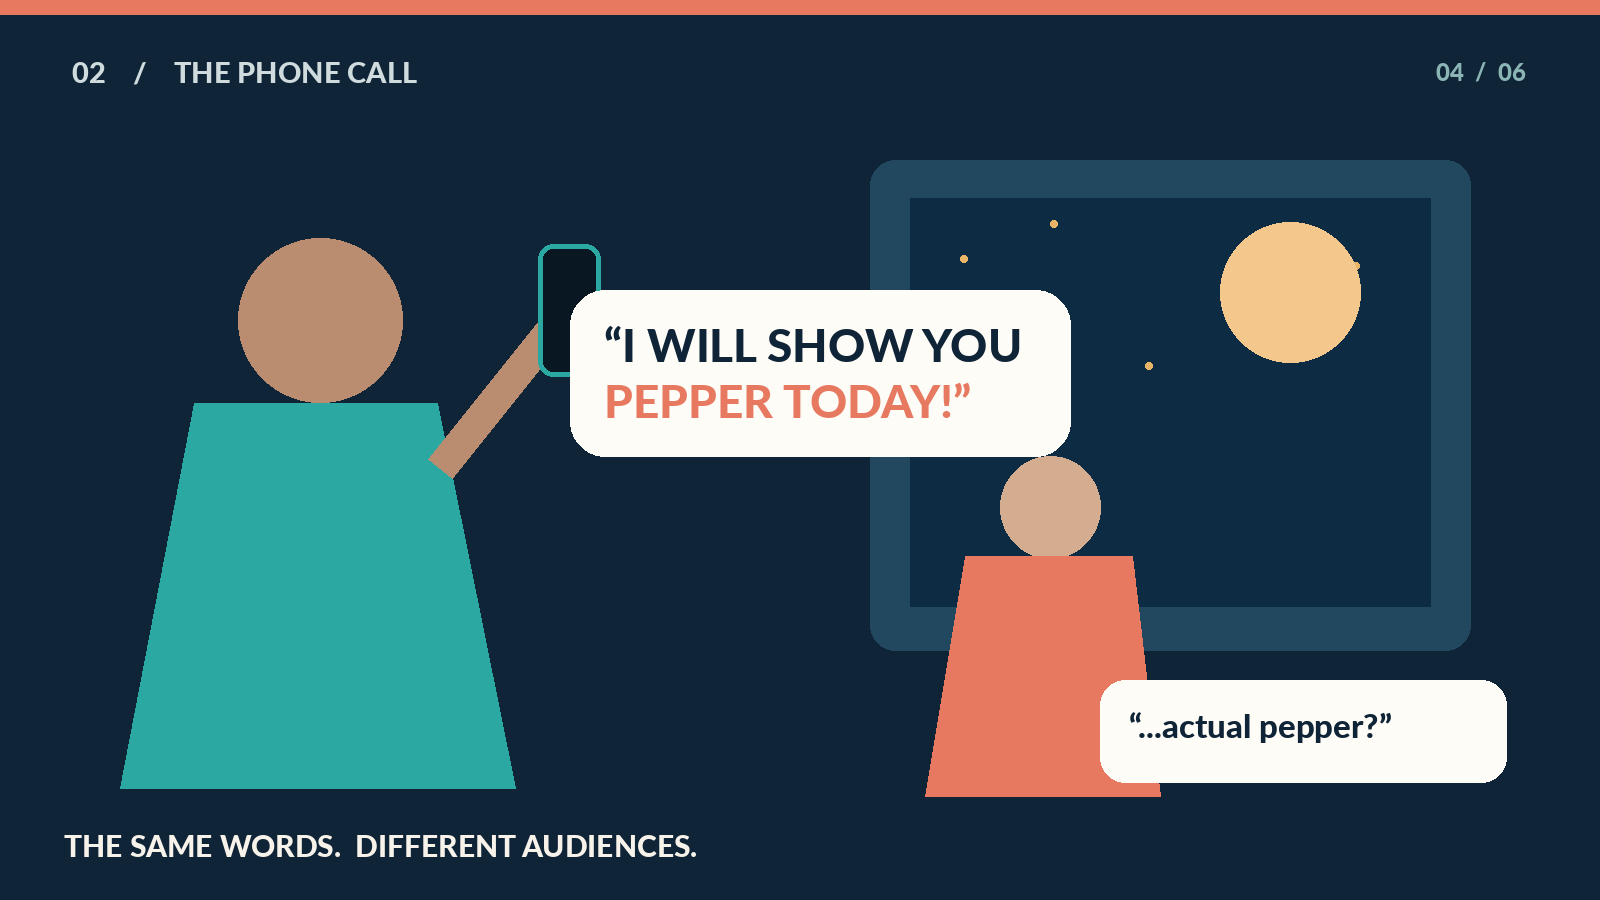 02 / THE PHONE CALL
04 / 06
“I WILL SHOW YOU
PEPPER TODAY!”
“...actual pepper?”
THE SAME WORDS. DIFFERENT AUDIENCES.